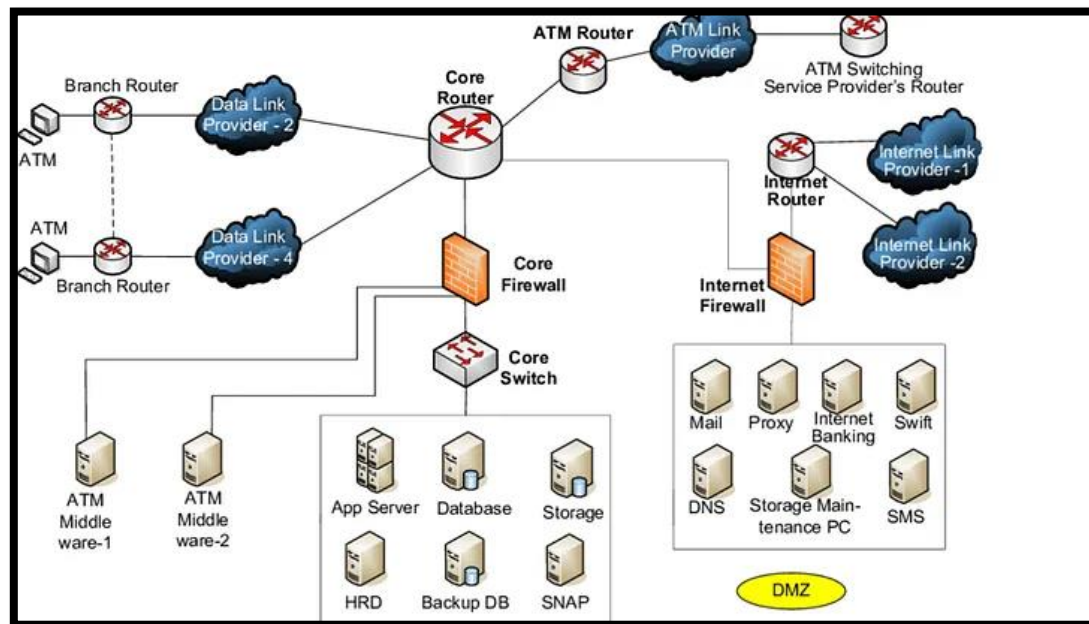 ATM Router
ATM Link
Provider
ATM Switching
Service Provider's Router
Core
Router
Branch Router
Data Link
Provider - 2
ATM
Internet Link
Provider -1
Internet
Router
ATM
Data Link
Provider - 4
Branch Router
Internet Link
Provider -2
Core
Firewall
Internet
Firewall
Core
Switch
Mail
Proxy
Internet
Banking
Swift
DNS
Storage Main-
tenance PC
SMS
ATM
Middle
ware-1
ATM
Middle
ware-2
App Server
Database
Storage
HRD
Backup DB
SNAP
DMZ